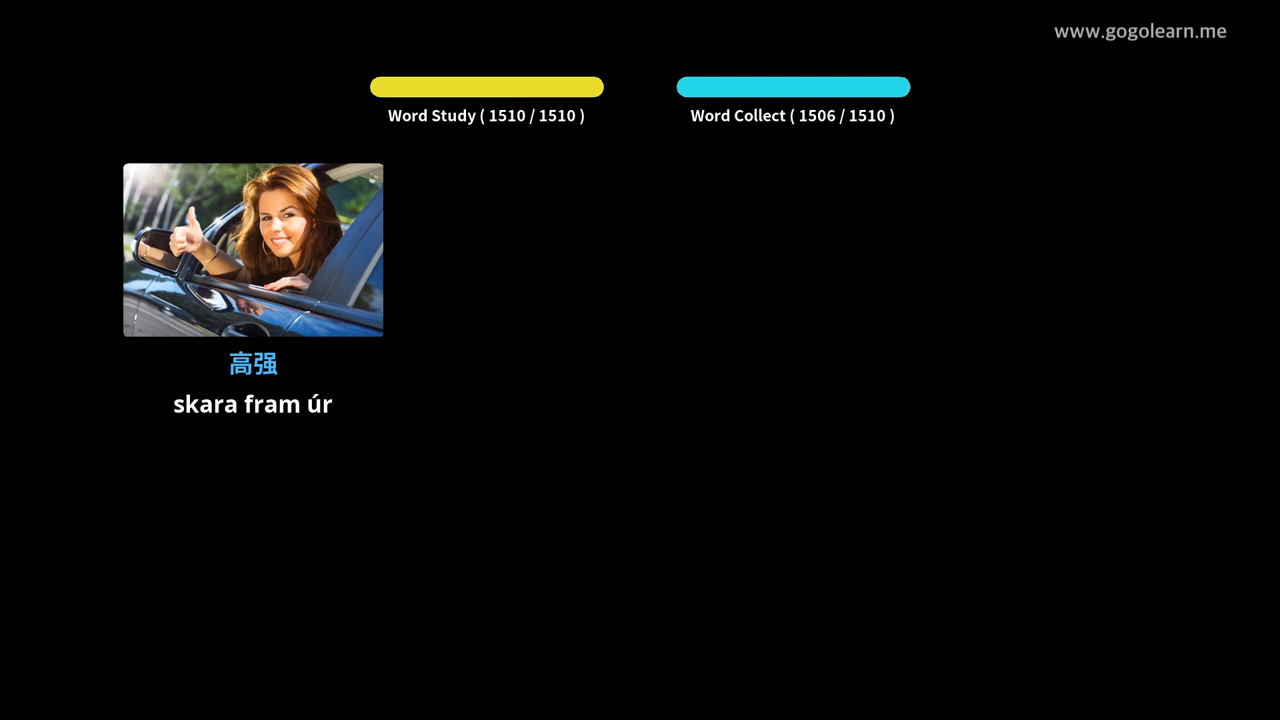 www.gogolearn.me
Word Study ( 1510 / 1510 )
Word Collect ( 1506 / 1510 )
高强
skara fram úr